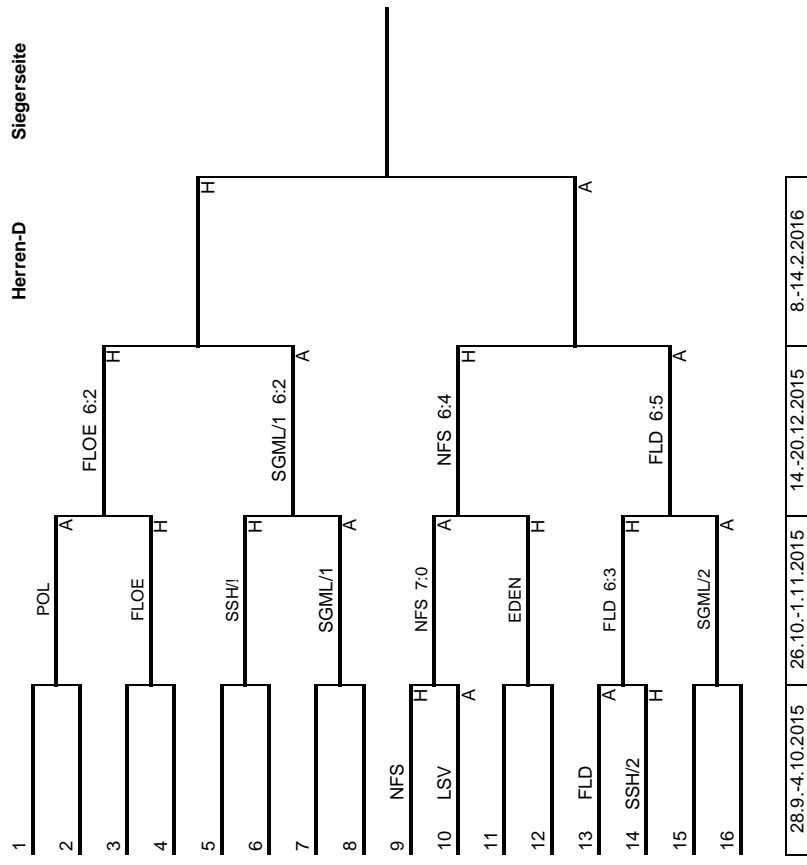 Herren-D Siegerseite
1
2
3
4
5
6
7
8
9
10
11
12
13
14
15
16
NFS
H
LSV
A
FLD
A
SSH/2
H
POL
A
FLOE
H
SSH/!
H
SGML/1
A
NFS 7:0
A
EDEN
H
FLD 6:3
H
SGML/2
A
FLOE 6:2
H
SGML/1 6:2
A
NFS 6:4
H
FLD 6:5
A
H
A
28.9.-4.10.2015 26.10.-1.11.2015 14.-20.12.2015 8.-14.2.2016